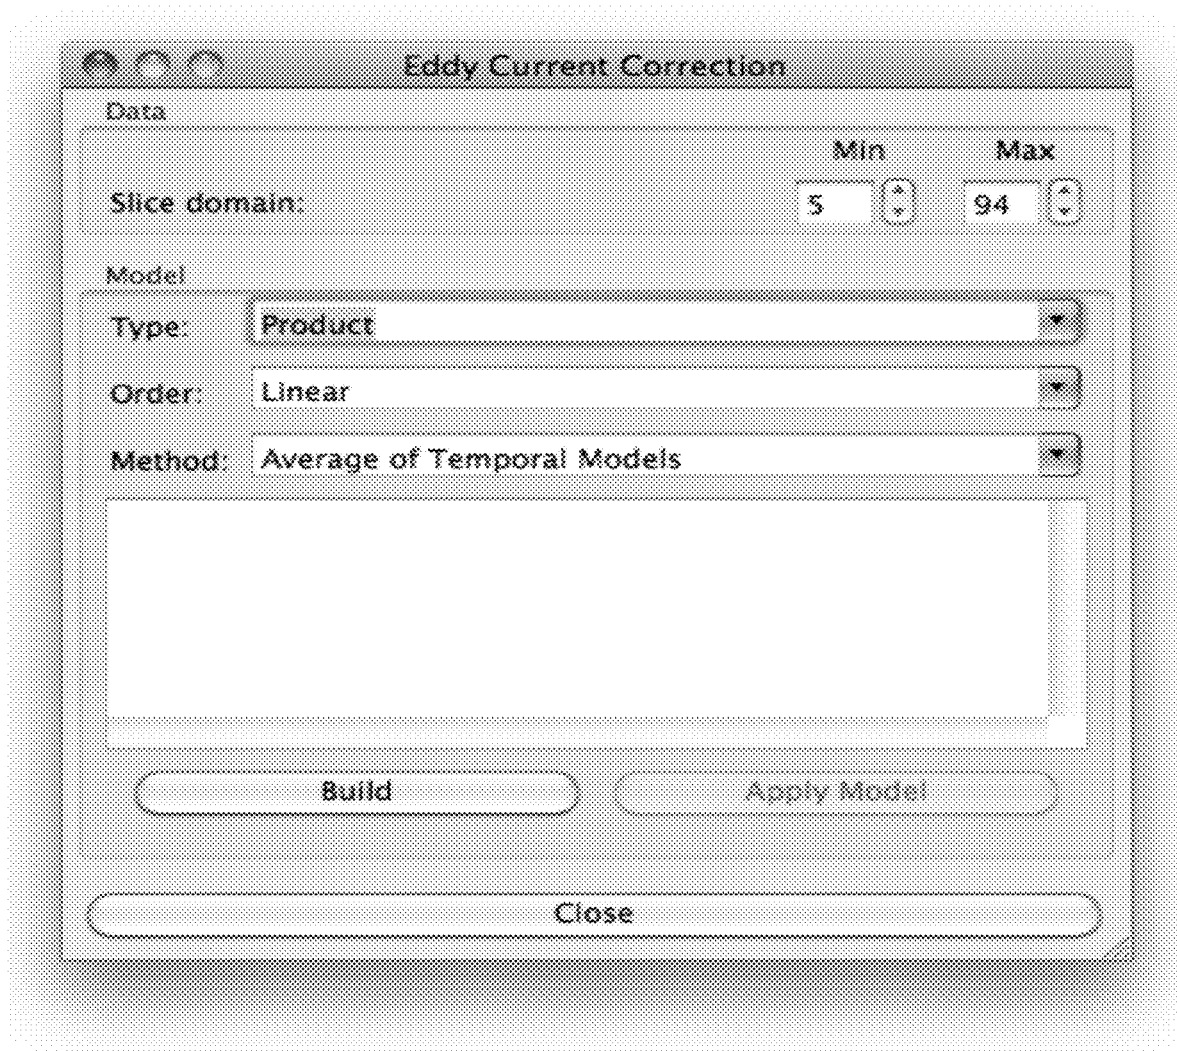 Eddy Current Correction
Data
Min Max
Slice domain: 5 94
Model
Type: Product
Order: Linear
Method: Average of Temporal Models
Build Apply Model
Close